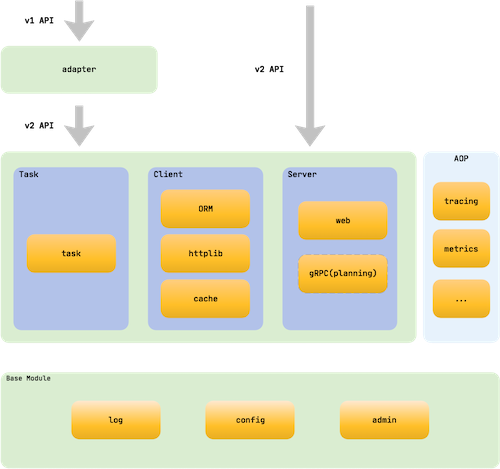 v1 API
adapter
v2 API
v2 API
Task
Client
Server
AOP
task
ORM
httplib
cache
web
gRPC(planning)
tracing
metrics
...
Base Module
log
config
admin